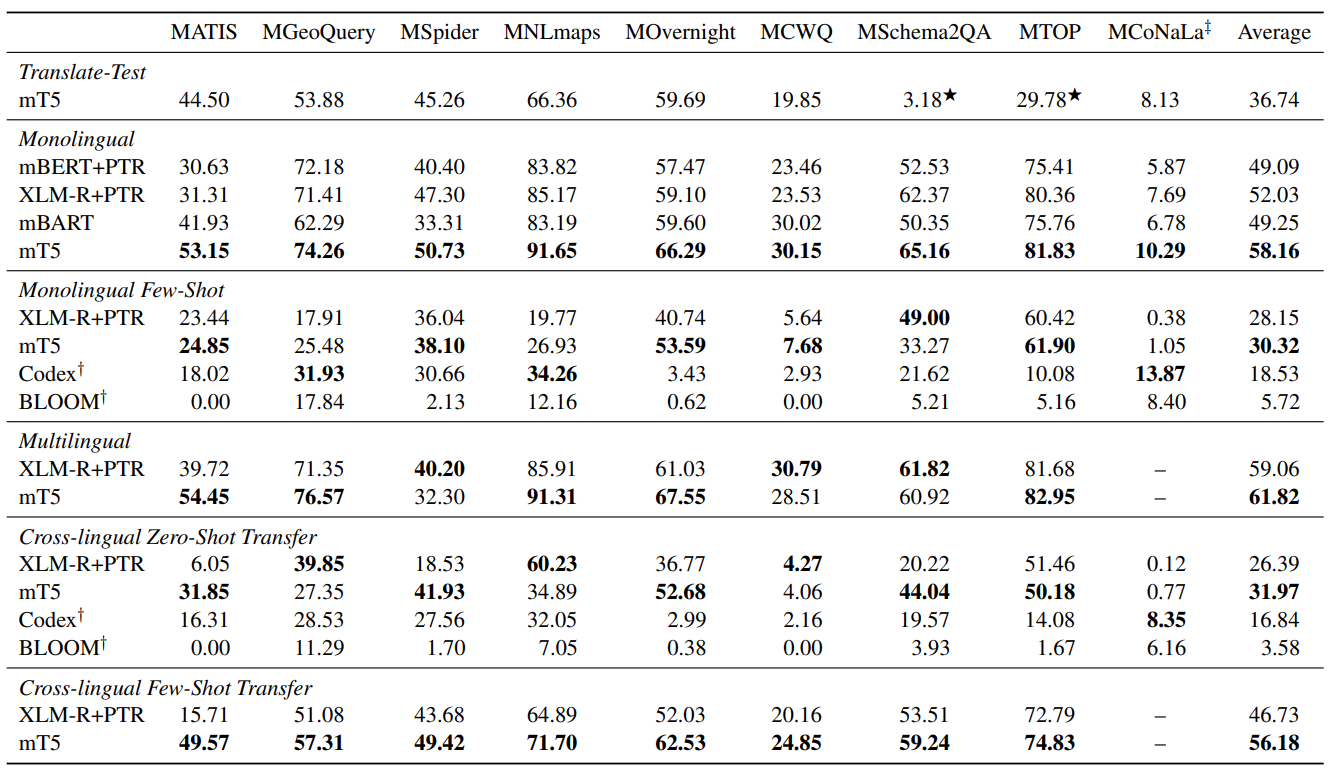 MATIS MGeoQuery MSpider MNLmaps MOvernight MCWQ MSchema2QA MTOP MCoNaLa‡ Average
Translate-Test
mT5 44.50 53.88 45.26 66.36 59.69 19.85 3.18★ 29.78★ 8.13 36.74
Monolingual
mBERT+PTR 30.63 72.18 40.40 83.82 57.47 23.46 52.53 75.41 5.87 49.09
XLM-R+PTR 31.31 71.41 47.30 85.17 59.10 23.53 62.37 80.36 7.69 52.03
mBART 41.93 62.29 33.31 83.19 59.60 30.02 50.35 75.76 6.78 49.25
mT5 53.15 74.26 50.73 91.65 66.29 30.15 65.16 81.83 10.29 58.16
Monolingual Few-Shot
XLM-R+PTR 23.44 17.91 36.04 19.77 40.74 5.64 49.00 60.42 0.38 28.15
mT5 24.85 25.48 38.10 26.93 53.59 7.68 33.27 61.90 1.05 30.32
Codex† 18.02 31.93 30.66 34.26 3.43 2.93 21.62 10.08 13.87 18.53
BLOOM† 0.00 17.84 2.13 12.16 0.62 0.00 5.21 5.16 8.40 5.72
Multilingual
XLM-R+PTR 39.72 71.35 40.20 85.91 61.03 30.79 61.82 81.68 – 59.06
mT5 54.45 76.57 32.30 91.31 67.55 28.51 60.92 82.95 – 61.82
Cross-lingual Zero-Shot Transfer
XLM-R+PTR 6.05 39.85 18.53 60.23 36.77 4.27 20.22 51.46 0.12 26.39
mT5 31.85 27.35 41.93 34.89 52.68 4.06 44.04 50.18 0.77 31.97
Codex† 16.31 28.53 27.56 32.05 2.99 2.16 19.57 14.08 8.35 16.84
BLOOM† 0.00 11.29 1.70 7.05 0.38 0.00 3.93 1.67 6.16 3.58
Cross-lingual Few-Shot Transfer
XLM-R+PTR 15.71 51.08 43.68 64.89 52.03 20.16 53.51 72.79 – 46.73
mT5 49.57 57.31 49.42 71.70 62.53 24.85 59.24 74.83 – 56.18